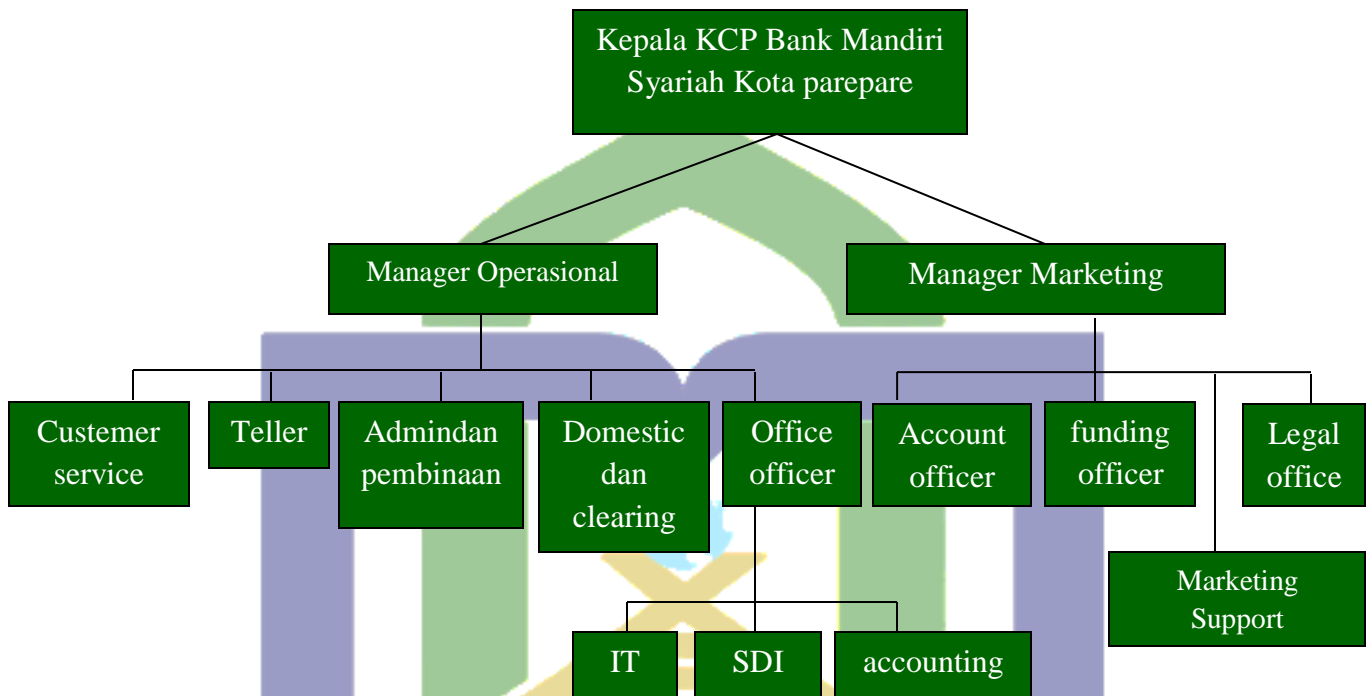 Kepala KCP Bank Mandiri
Syariah Kota parepare
Manager Operasional
Manager Marketing
Custemer
service
Teller
Admindan
pembinaan
Domestic
dan
clearing
Office
officer
Account
officer
funding
officer
Legal
office
Marketing
Support
IT
SDI
accounting